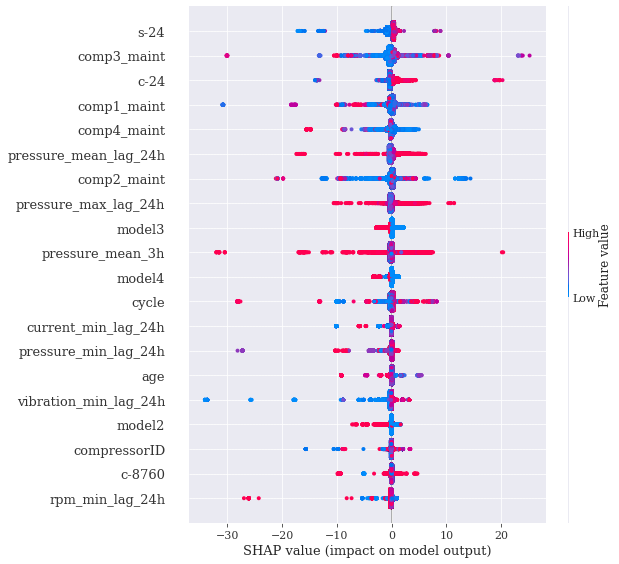 s-24
comp3_maint
c-24
comp1_maint
comp4_maint
pressure_mean_lag_24h
comp2_maint
pressure_max_lag_24h
model3
pressure_mean_3h
model4
cycle
current_min_lag_24h
pressure_min_lag_24h
age
vibration_min_lag_24h
model2
compressorID
c-8760
rpm_min_lag_24h
−30 −20 −10 0 10 20
SHAP value (impact on model output)
High
Low
Feature value